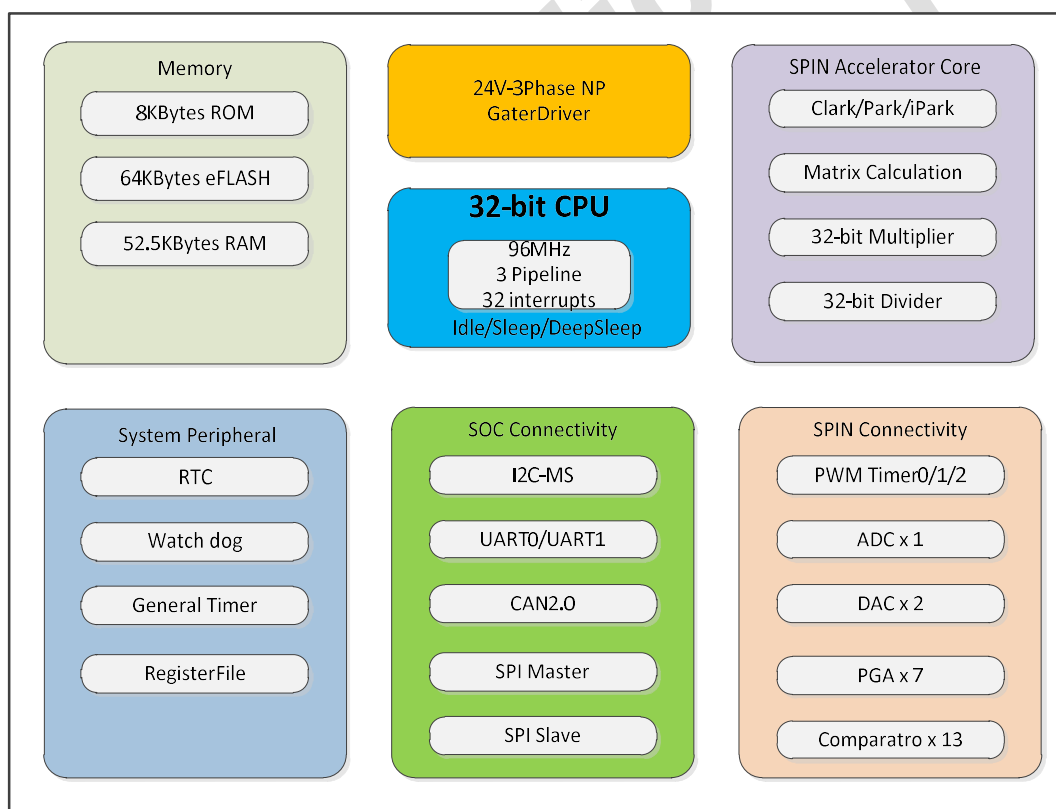 Memory
8KBytes ROM
64KBytes eFLASH
52.5KBytes RAM
24V-3Phase NP
GaterDriver
32-bit CPU
96MHz
3 Pipeline
32 interrupts
Idle/Sleep/DeepSleep
SPIN Accelerator Core
Clark/Park/iPark
Matrix Calculation
32-bit Multiplier
32-bit Divider
System Peripheral
RTC
Watch dog
General Timer
RegisterFile
SOC Connectivity
I2C-MS
UART0/UART1
CAN2.0
SPI Master
SPI Slave
SPIN Connectivity
PWM Timer0/1/2
ADC x 1
DAC x 2
PGA x 7
Comparatro x 13